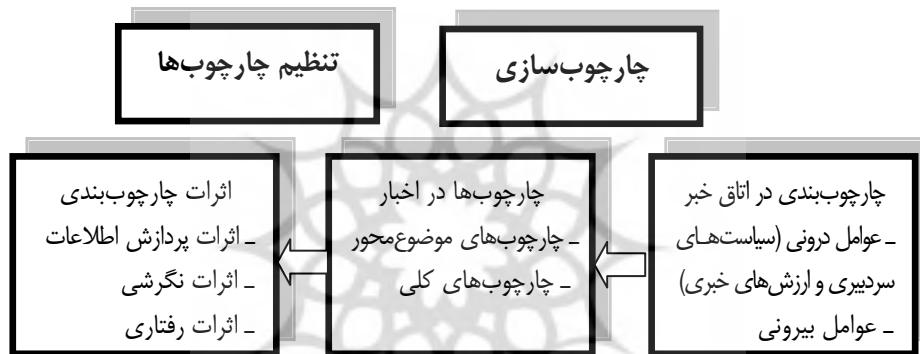 چارچوب‌سازی
تنظیم چارچوب‌ها
چارچوب‌بندی در اتاق خبر
ـ عوامل درونی (سیاست‌هـای
سردبیری و ارزش‌های خبری)
ـ عوامل بیرونی
چارچوب‌ها در اخبار
ـ چارچوب‌های موضوع‌محور
ـ چارچوب‌های کلی
اثرات چارچوب‌بندی
ـ اثرات پردازش اطلاعات
ـ اثرات نگرشی
ـ اثرات رفتاری